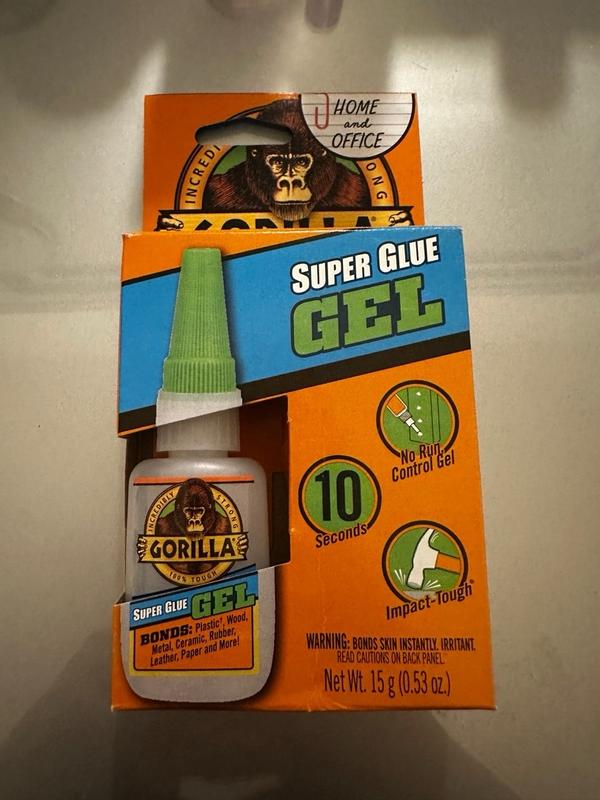 HOME
and
OFFICE
INCREDI
ONG
GORILLA
SUPER GLUE
GEL
No Run
Control Gel
10
Seconds
Impact-Tough®
INCREDIBLY STRONG
GORILLA®
100% TOUGH
SUPER GLUE GEL
BONDS: Plastic†, Wood,
Metal, Ceramic, Rubber,
Leather, Paper and More!
WARNING: BONDS SKIN INSTANTLY. IRRITANT.
READ CAUTIONS ON BACK PANEL.
Net Wt. 15 g (0.53 oz.)